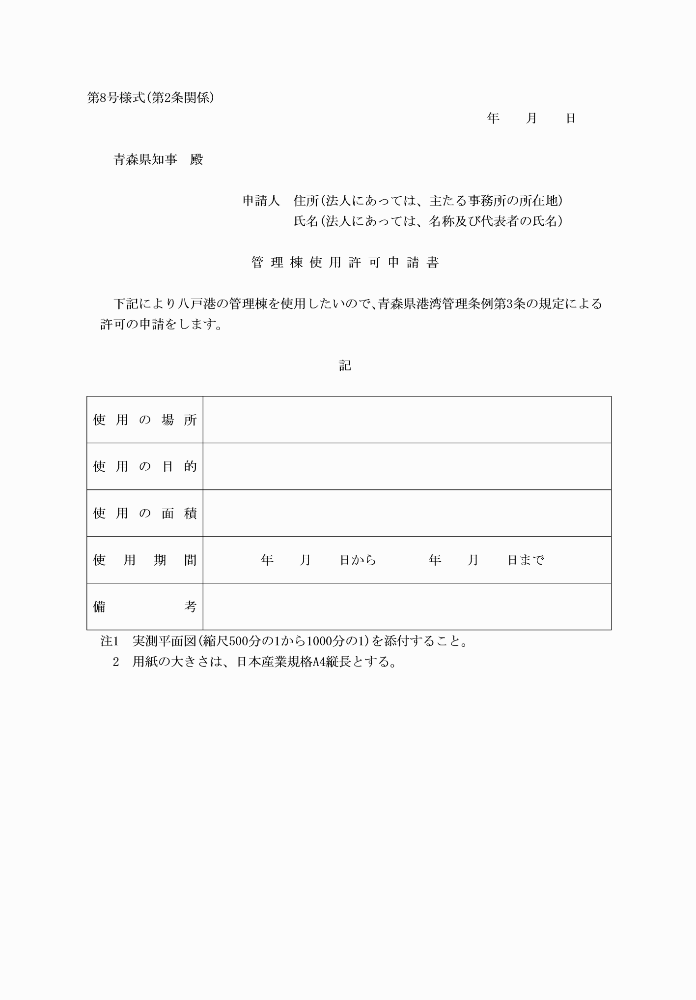 第8号様式(第2条関係)
年　　月　　日
青森県知事　殿
申請人　住所(法人にあっては、主たる事務所の所在地)
氏名(法人にあっては、名称及び代表者の氏名)
管理棟使用許可申請書
下記により八戸港の管理棟を使用したいので、青森県港湾管理条例第3条の規定による
許可の申請をします。
記
使用の場所
使用の目的
使用の面積
使用期間　年　　月　　日から　　　　年　　月　　日まで
備考
注1　実測平面図(縮尺500分の1から1000分の1)を添付すること。
2　用紙の大きさは、日本産業規格A4縦長とする。